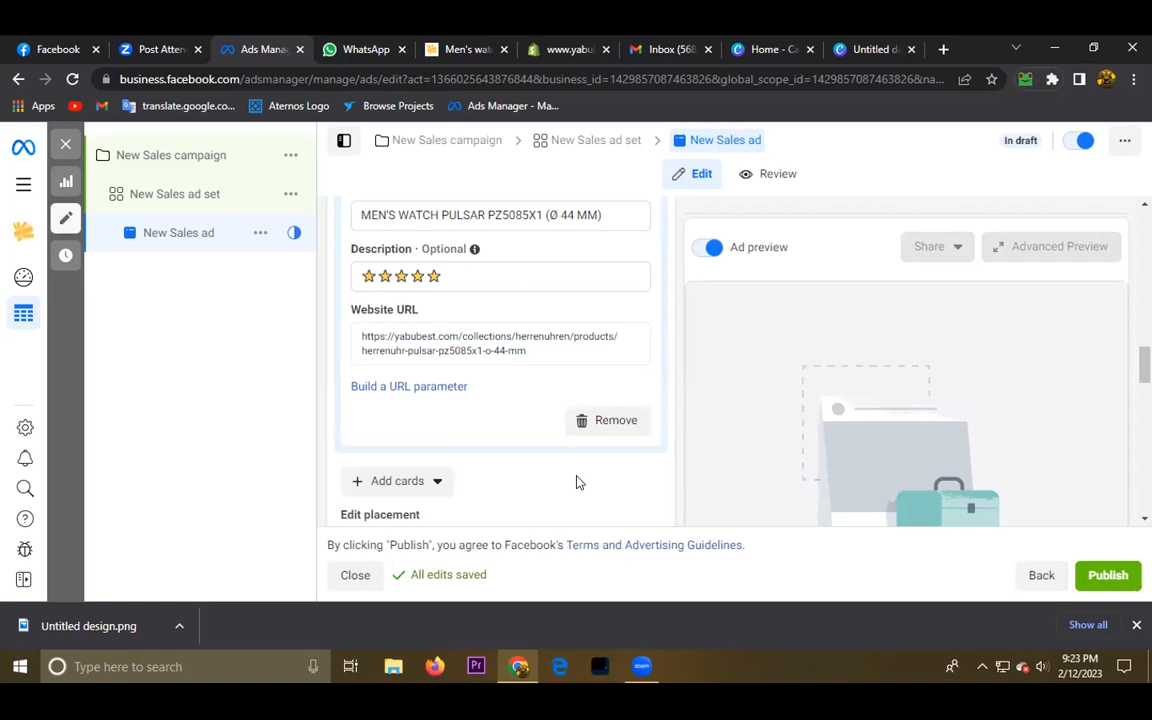 Facebook
Post Atten
Ads Mana
WhatsApp
Men's wat
www.yabul
Inbox (568
Home - Ca
Untitled de
business.facebook.com/adsmanager/manage/ads/edit?act=1366025643876844&business_id=1429857087463826&global_scope_id=1429857087463826&na...
Apps
translate.google.co...
Aternos Logo
Browse Projects
Ads Manager - Ma...
New Sales campaign
New Sales ad set
New Sales ad
In draft
New Sales campaign
New Sales ad set
New Sales ad
Edit
Review
MEN'S WATCH PULSAR PZ5085X1 (Ø 44 MM)
Description · Optional
Website URL
https://yabubest.com/collections/herrenuhren/products/
herrenuhr-pulsar-pz5085x1-o-44-mm
Build a URL parameter
Remove
Add cards
Edit placement
Ad preview
Share
Advanced Preview
By clicking "Publish", you agree to Facebook's Terms and Advertising Guidelines.
Close
All edits saved
Back
Publish
Untitled design.png
Show all
Type here to search
Pr
zoom
9:23 PM
2/12/2023